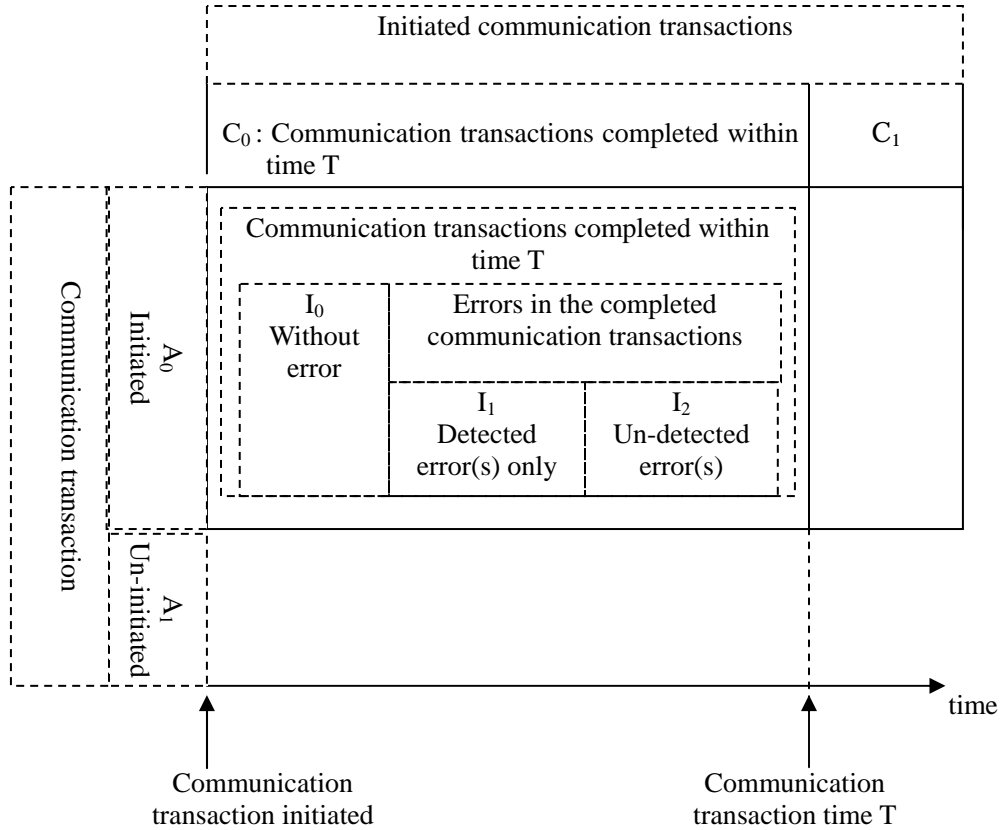 Initiated communication transactions
C₀ : Communication transactions completed within
time T
C₁
Communication transactions completed within
time T
I₀
Without
error
Errors in the completed
communication transactions
I₁
Detected
error(s) only
I₂
Un-detected
error(s)
Communication transaction
A₀
Initiated
A₁
Un-initiated
time
Communication
transaction initiated
Communication
transaction time T